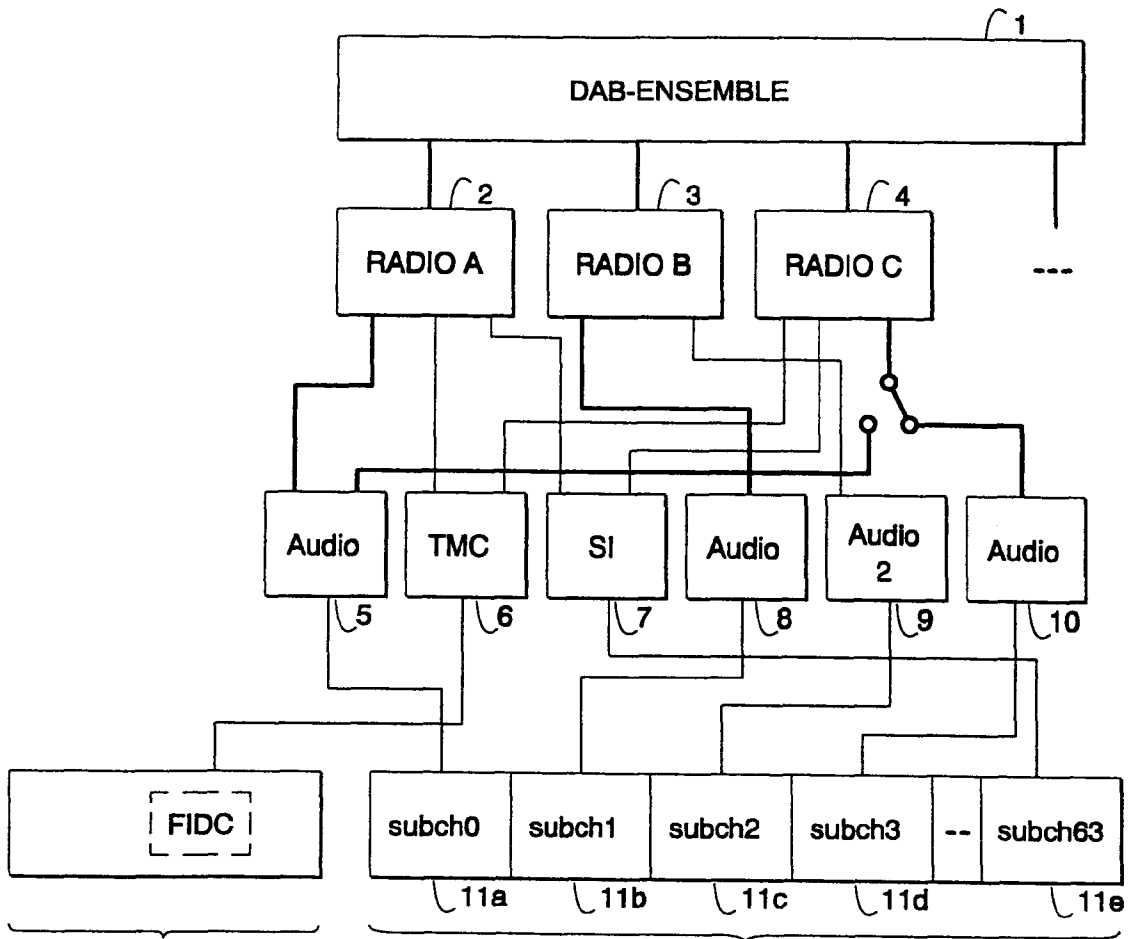 1
DAB-ENSEMBLE
2 3 4
RADIO A RADIO B RADIO C ---
Audio TMC SI Audio Audio 2 Audio
5 6 7 8 9 10
FIDC subch0 subch1 subch2 subch3 -- subch63
11a 11b 11c 11d 11e